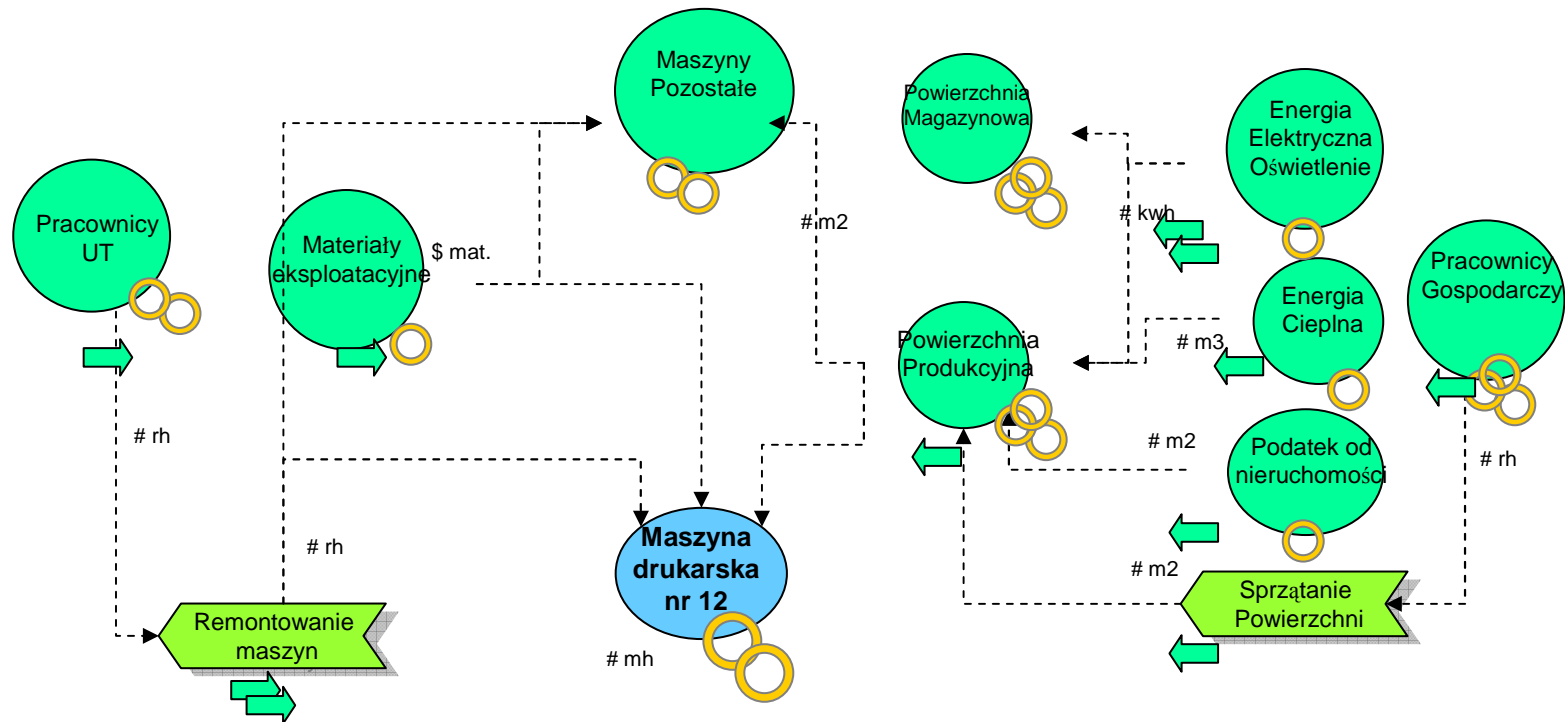 Maszyny
Pozostałe
Powierzchnia
Magazynowa
Energia
Elektryczna
Oświetlenie
Pracownicy
UT
Materiały
eksploatacyjne
$ mat.
# m2
# kwh
Pracownicy
Gospodarczy
Energia
Cieplna
# m3
Powierzchnia
Produkcyjna
# rh
# m2
Podatek od
nieruchomości
# rh
# rh
Maszyna
drukarska
nr 12
# m2
Sprzątanie
Powierzchni
Remontowanie
maszyn
# mh